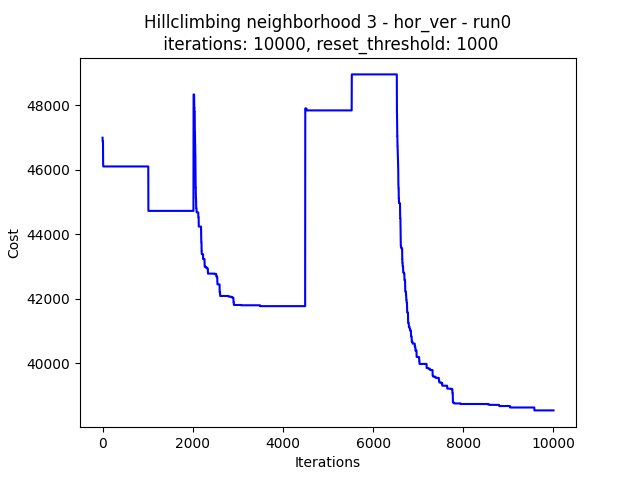 Hillclimbing neighborhood 3 - hor_ver - run0
iterations: 10000, reset_threshold: 1000
48000
46000
44000
42000
40000
Cost
0
2000
4000
6000
8000
10000
Iterations